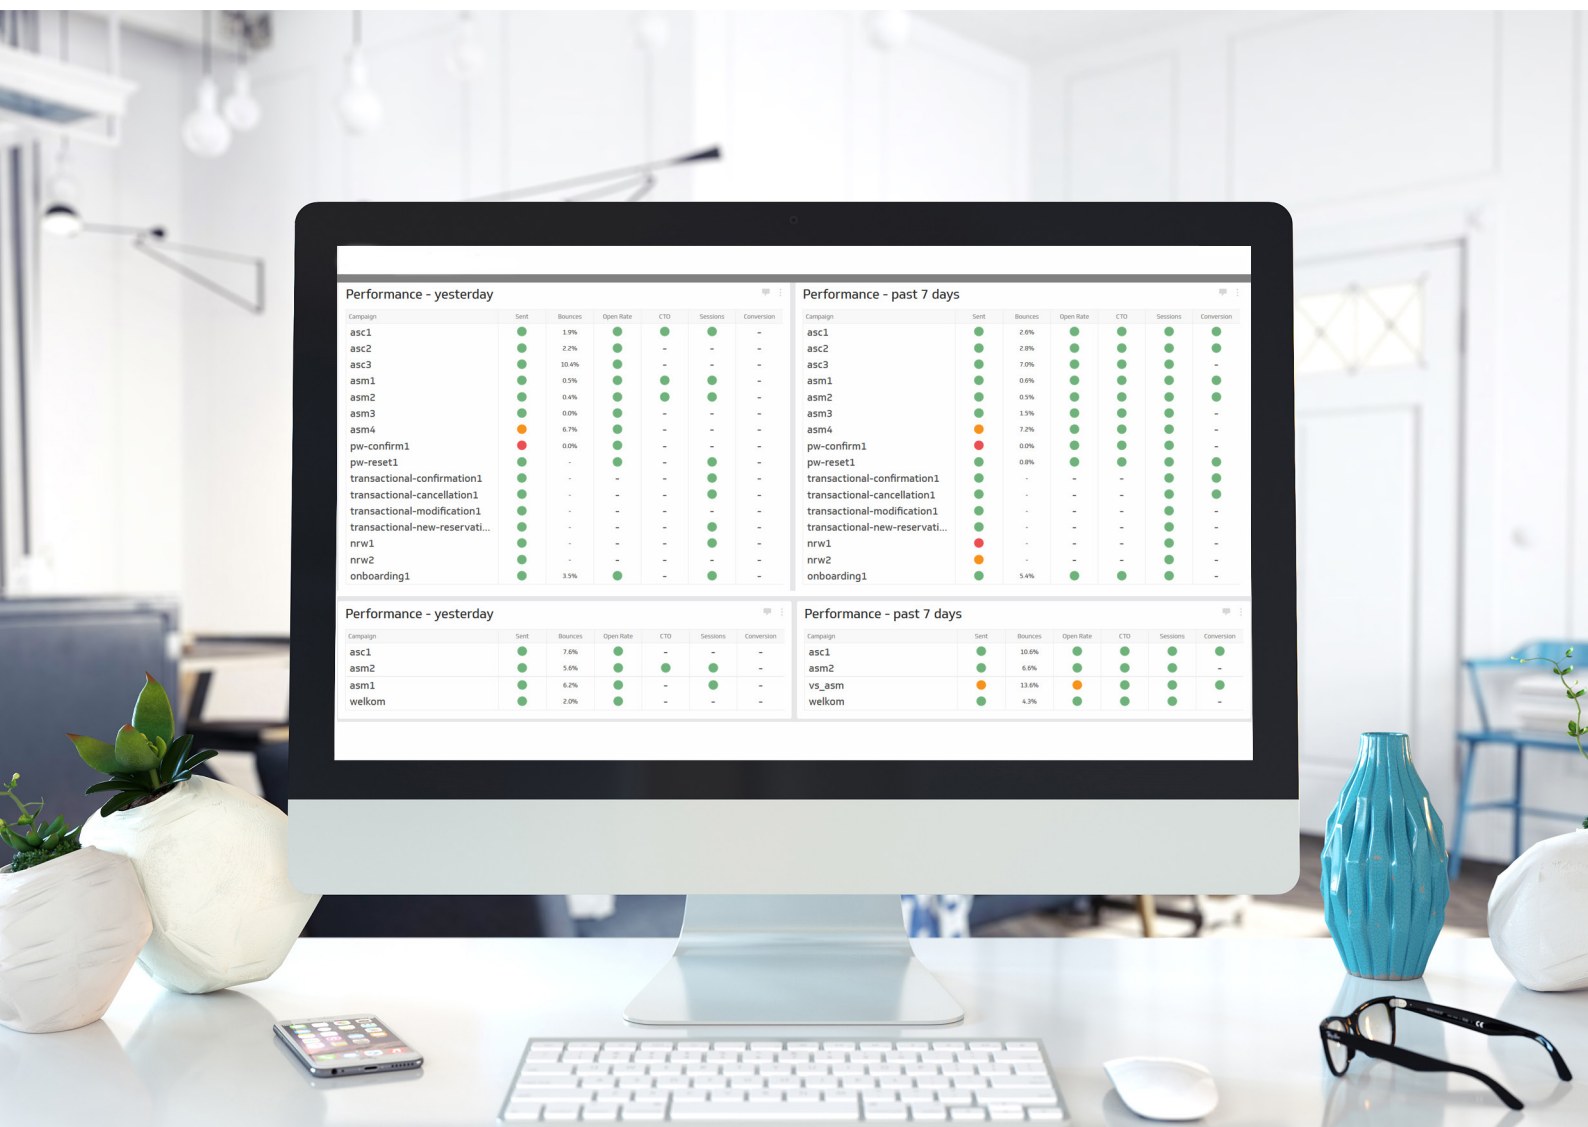 Performance - yesterday
Campaign Sent Bounces Open Rate CTO Sessions Conversion
asc1 1.9% -
asc2 2.2% - - -
asc3 10.4% - - -
asm1 0.5% -
asm2 0.4% -
asm3 0.0% - - -
asm4 6.7% - - -
pw-confirm1 0.0% - - -
pw-reset1 - - -
transactional-confirmation1 - - - -
transactional-cancellation1 - - - -
transactional-modification1 - - - - -
transactional-new-reservati... - - - -
nrw1 - - - -
nrw2 - - - - -
onboarding1 3.5% - -
Performance - past 7 days
Campaign Sent Bounces Open Rate CTO Sessions Conversion
asc1 2.6%
asc2 2.8%
asc3 7.0% -
asm1 0.6%
asm2 0.5%
asm3 1.5% -
asm4 7.2% -
pw-confirm1 0.0% -
pw-reset1 0.8%
transactional-confirmation1 - - -
transactional-cancellation1 - - -
transactional-modification1 - - - -
transactional-new-reservati... - - - -
nrw1 - - - -
nrw2 - - - -
onboarding1 5.4% -
Performance - yesterday
Campaign Sent Bounces Open Rate CTO Sessions Conversion
asc1 7.6% - - -
asm2 5.6% -
asm1 6.2% - -
welkom 2.0% - - -
Performance - past 7 days
Campaign Sent Bounces Open Rate CTO Sessions Conversion
asc1 10.6%
asm2 6.6% -
vs_asm 13.6%
welkom 4.3% -